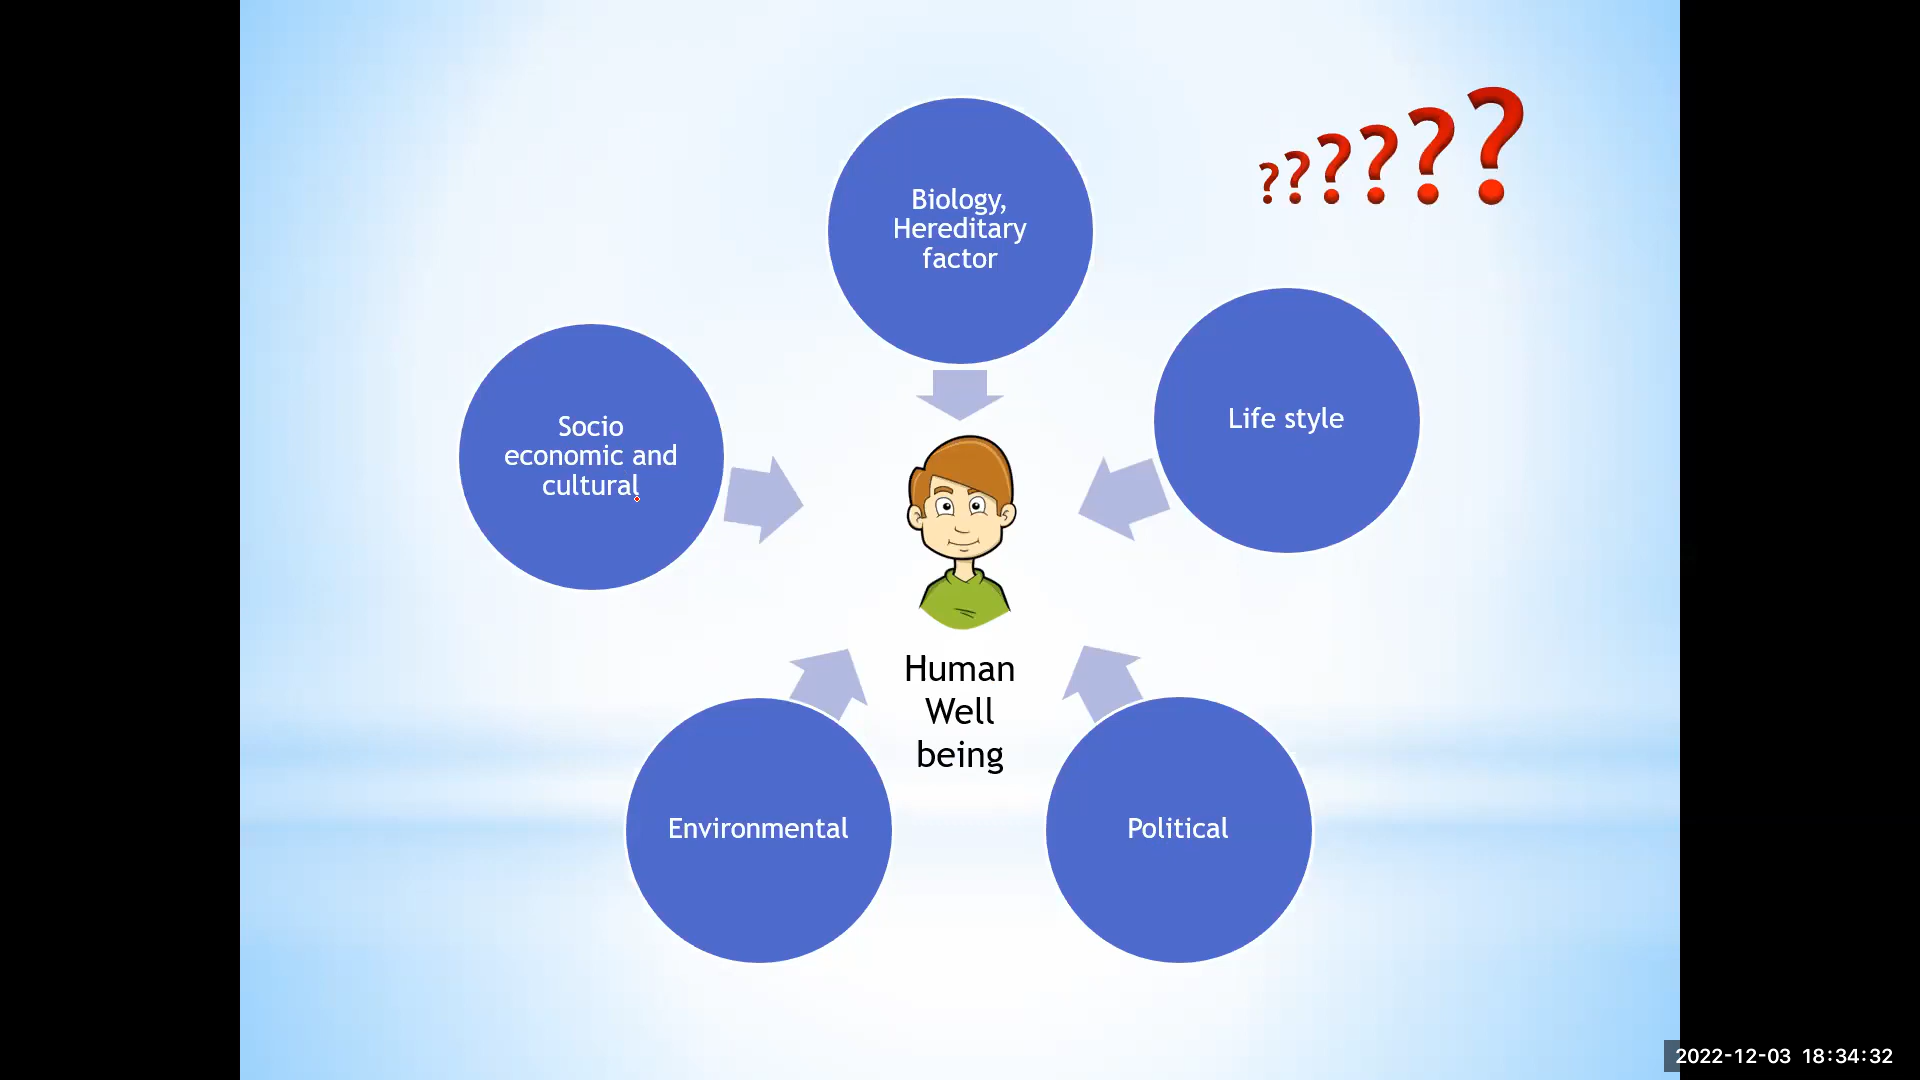 ??????
Biology,
Hereditary
factor
Life style
Socio
economic and
cultural
Human
Well
being
Environmental
Political
2022-12-03 18:34:32